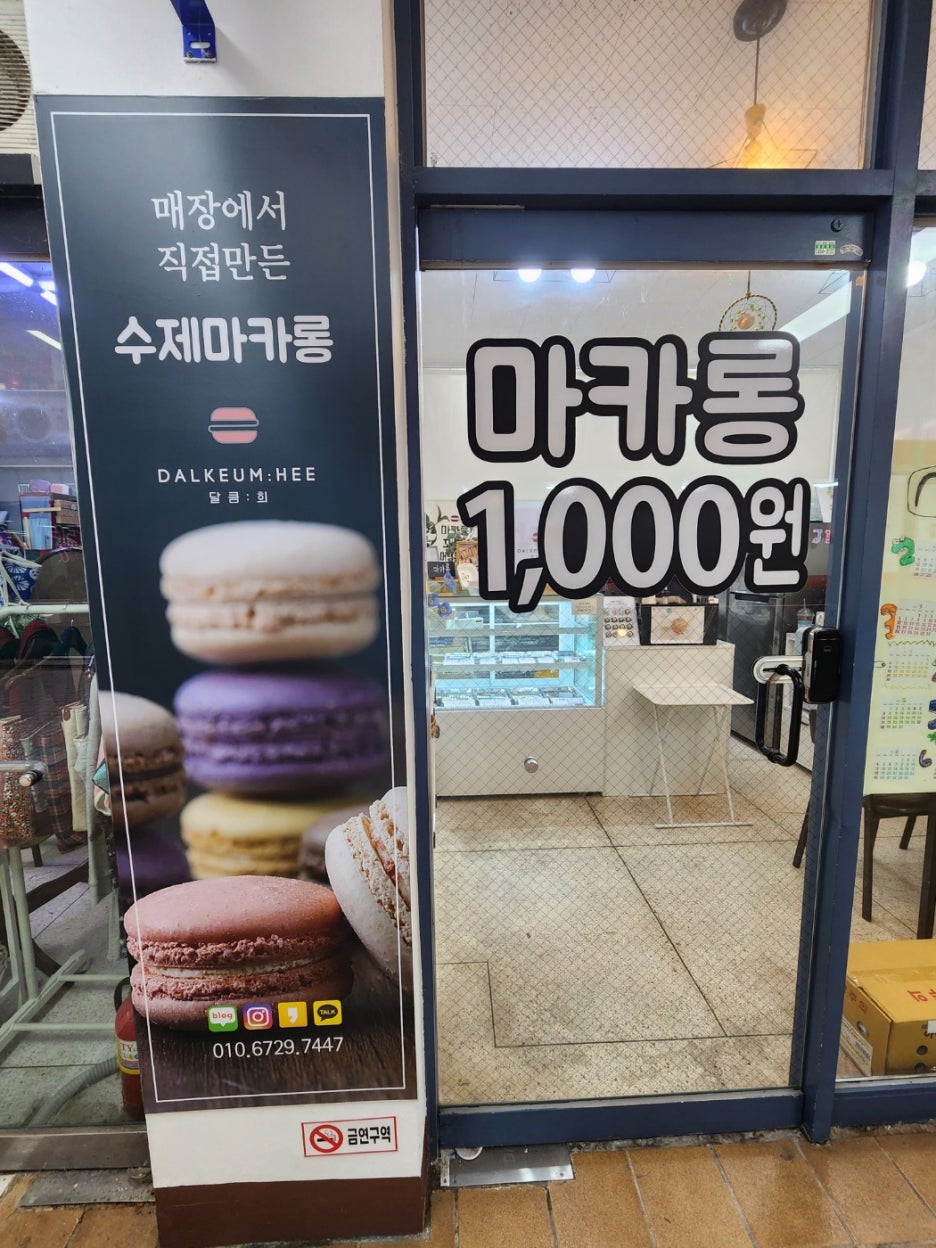 매장에서
직접만든
수제마카롱
DALKEUM:HEE
달큼:희
blog
TALK
010.6729.7447
금연구역
마카롱
1,000원